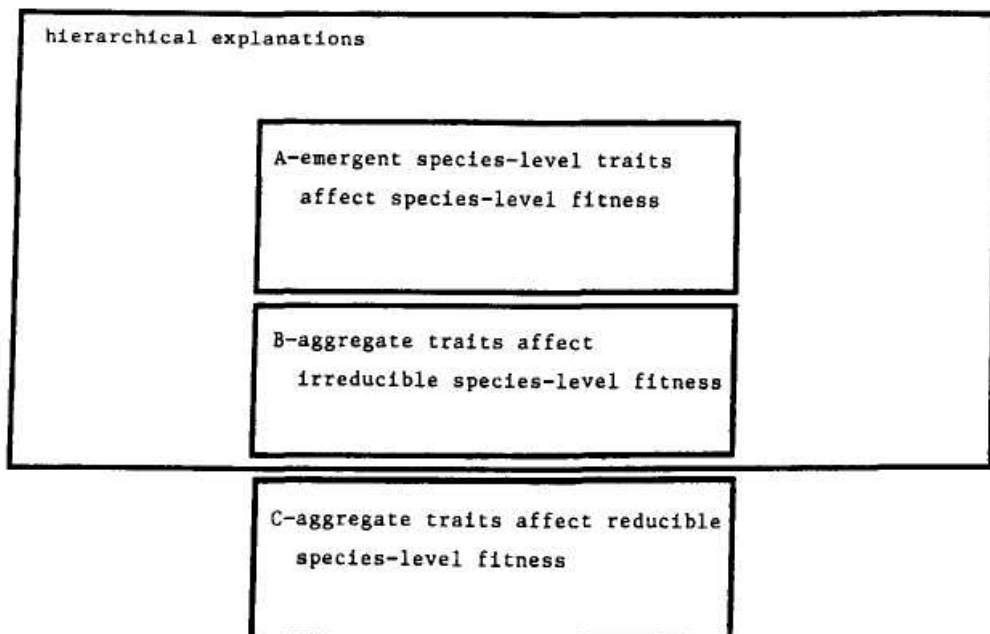 hierarchical explanations
A-emergent species-level traits
affect species-level fitness
B-aggregate traits affect
irreducible species-level fitness
C-aggregate traits affect reducible
species-level fitness